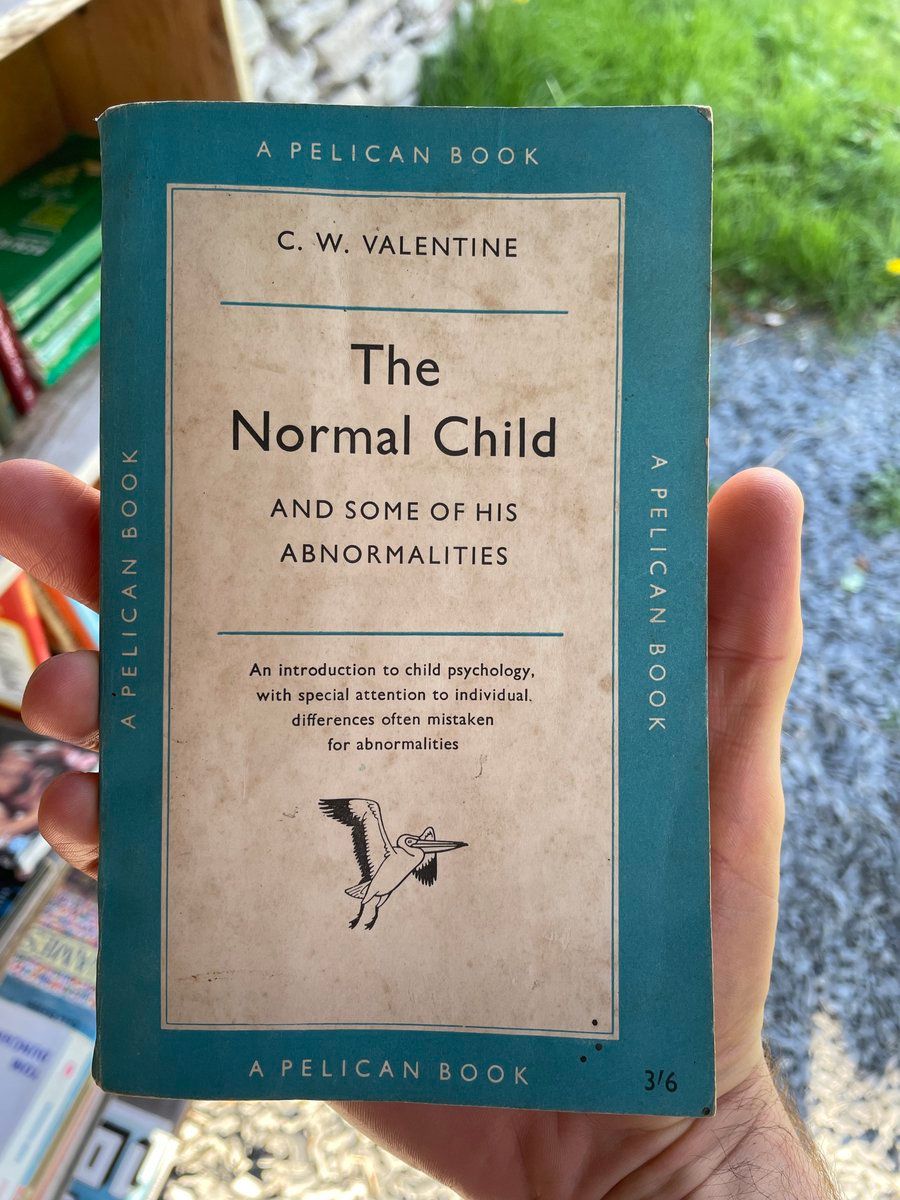 A PELICAN BOOK
C. W. VALENTINE
The
Normal Child
AND SOME OF HIS
ABNORMALITIES
An introduction to child psychology,
with special attention to individual.
differences often mistaken
for abnormalities
A PELICAN BOOK
A PELICAN BOOK
A PELICAN BOOK
3'6